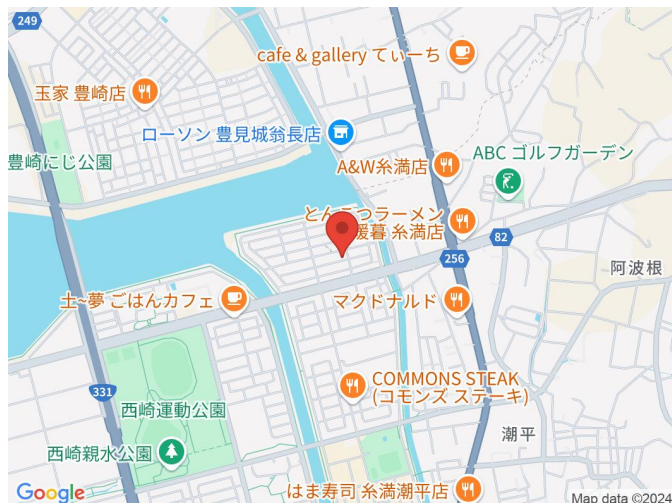 249
cafe & gallery てぃーち
玉家 豊崎店
ローソン 豊見城翁長店
豊崎にじ公園
A&W糸満店
ABC ゴルフガーデン
とんこつラーメン
暖暮 糸満店
82
256
阿波根
土~夢 ごはんカフェ
マクドナルド
331
COMMONS STEAK
(コモンズ ステーキ)
西崎運動公園
潮平
西崎親水公園
はま寿司 糸満潮平店
Google
Map data ©2024